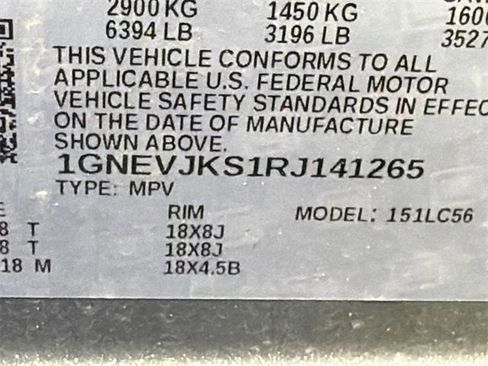 2900 KG 1450 KG
6394 LB 3196 LB
THIS VEHICLE CONFORMS TO ALL
APPLICABLE U.S. FEDERAL MOTOR
VEHICLE SAFETY STANDARDS IN EFFEC
ON THE DATE OF MANUFACTURE
SHOWN ABOVE.
1GNEVJKS1RJ141265
TYPE: MPV
RIM MODEL: 151LC56
8 T 18X8J
8 T 18X8J
18 M 18X4.5B